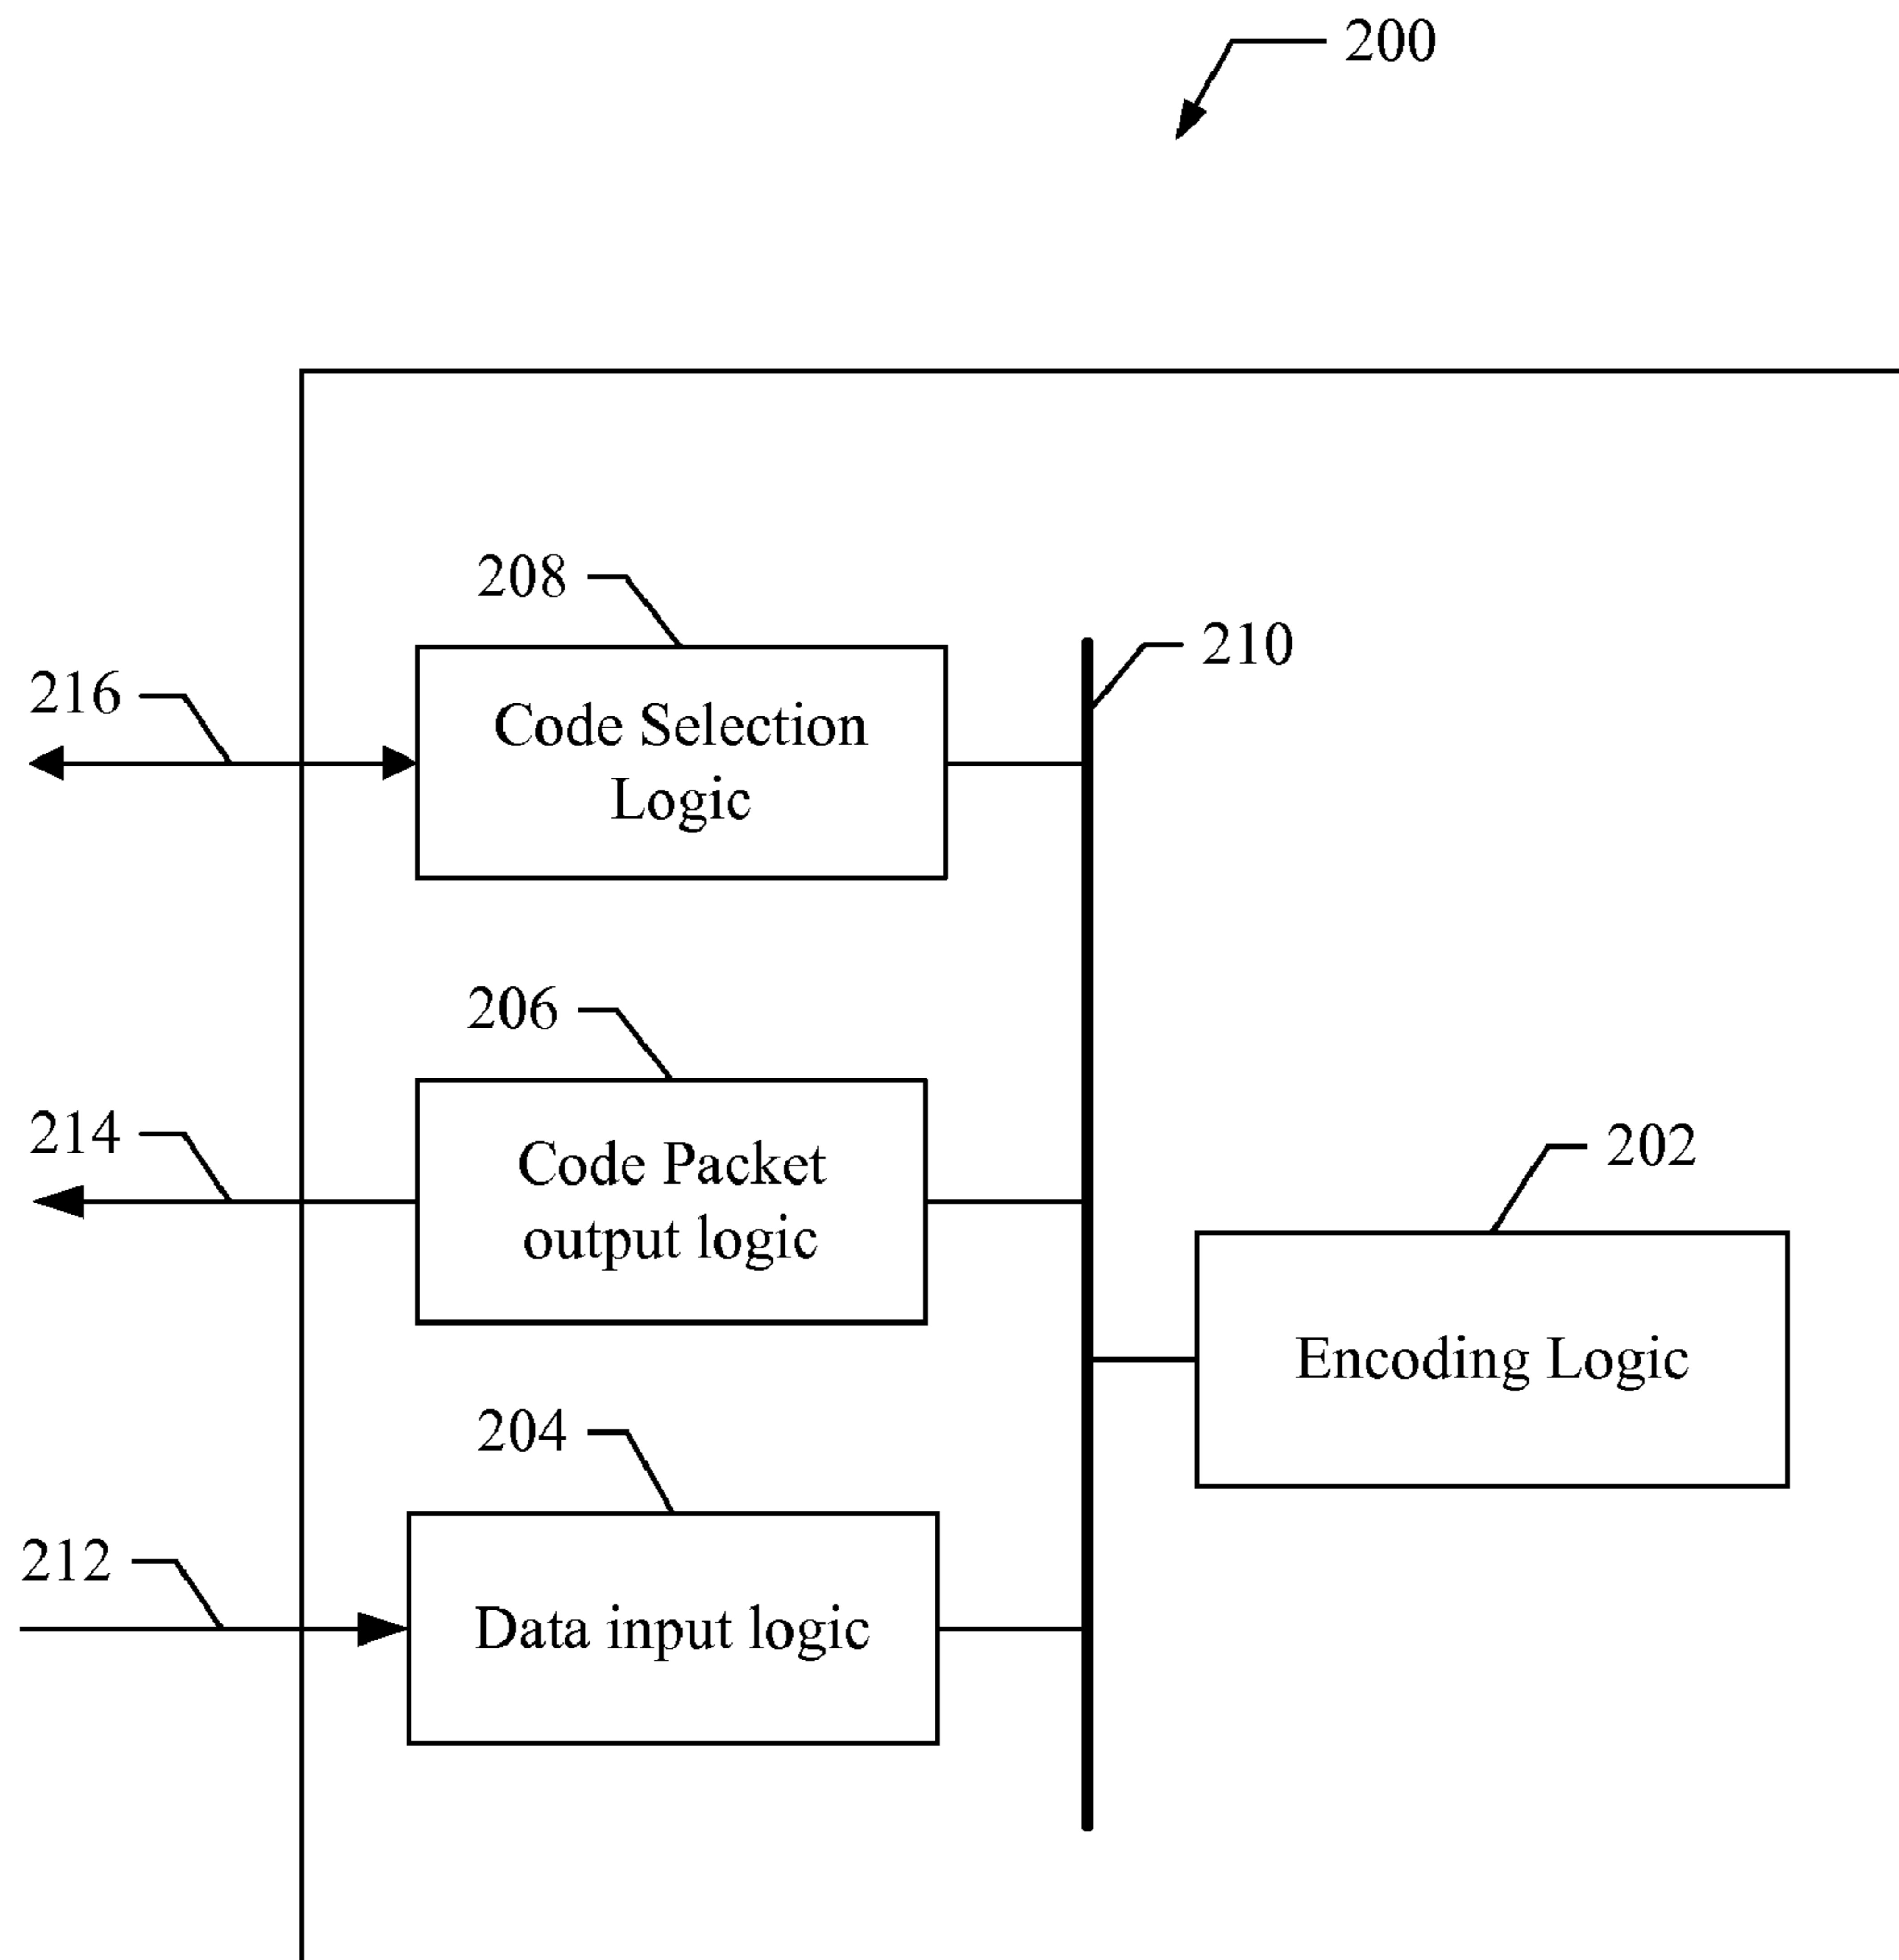 200
208
210
216
Code Selection
Logic
206
214
202
Code Packet
output logic
Encoding Logic
204
212
Data input logic